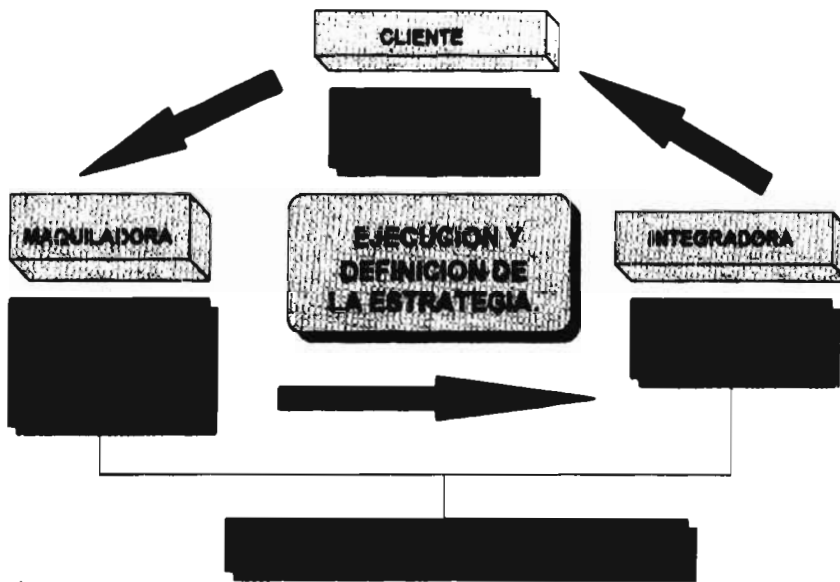 CLIENTE
MAQUILADORA
EJECUCION Y
DEFINICION DE
LA ESTRATEGIA
INTEGRADORA